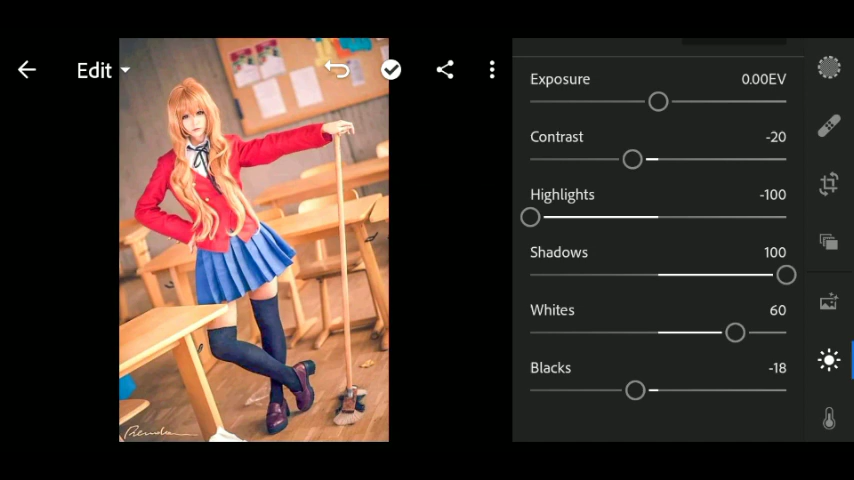 Edit
Exposure 0.00EV
Contrast -20
Highlights -100
Shadows 100
Whites 60
Blacks -18